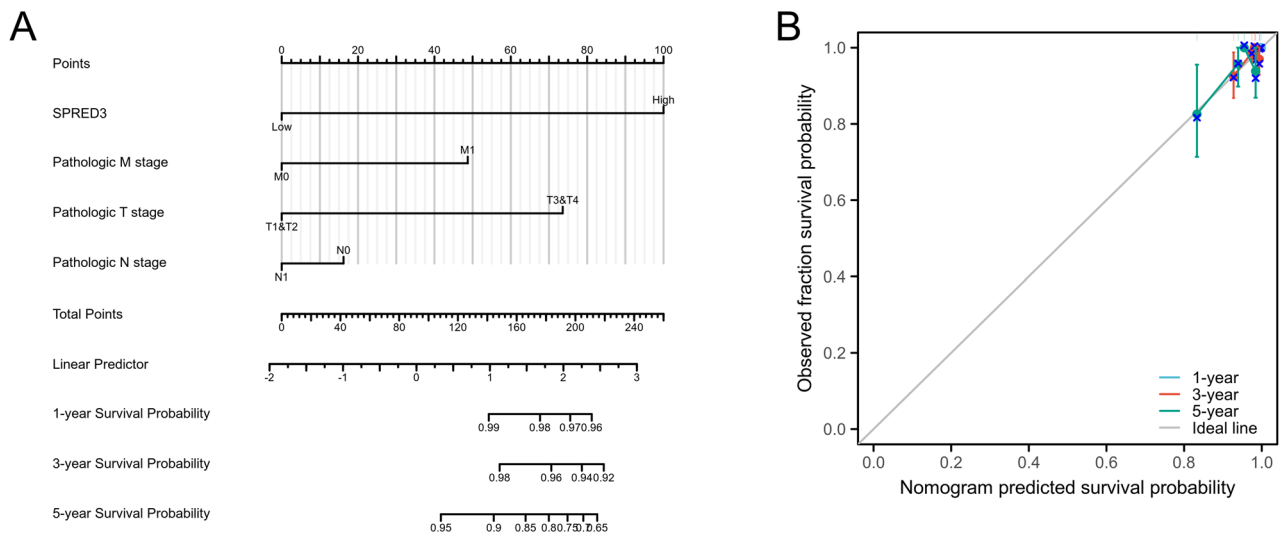 A
B
0 20 40 60 80 100
Points
High
SPRED3
Low
M1
Pathologic M stage
M0
T3&T4
Pathologic T stage
T1&T2
N0
Pathologic N stage
N1
Total Points
0 40 80 120 160 200 240
Linear Predictor
-2 -1 0 1 2 3
1-year Survival Probability
0.99 0.98 0.970.96
3-year Survival Probability
0.98 0.96 0.940.92
5-year Survival Probability
0.95 0.9 0.85 0.80 0.75 0.7 0.65
Observed fraction survival probability
1.0
0.8
0.6
0.4
0.2
0.0
1-year
3-year
5-year
Ideal line
0.0 0.2 0.4 0.6 0.8 1.0
Nomogram predicted survival probability